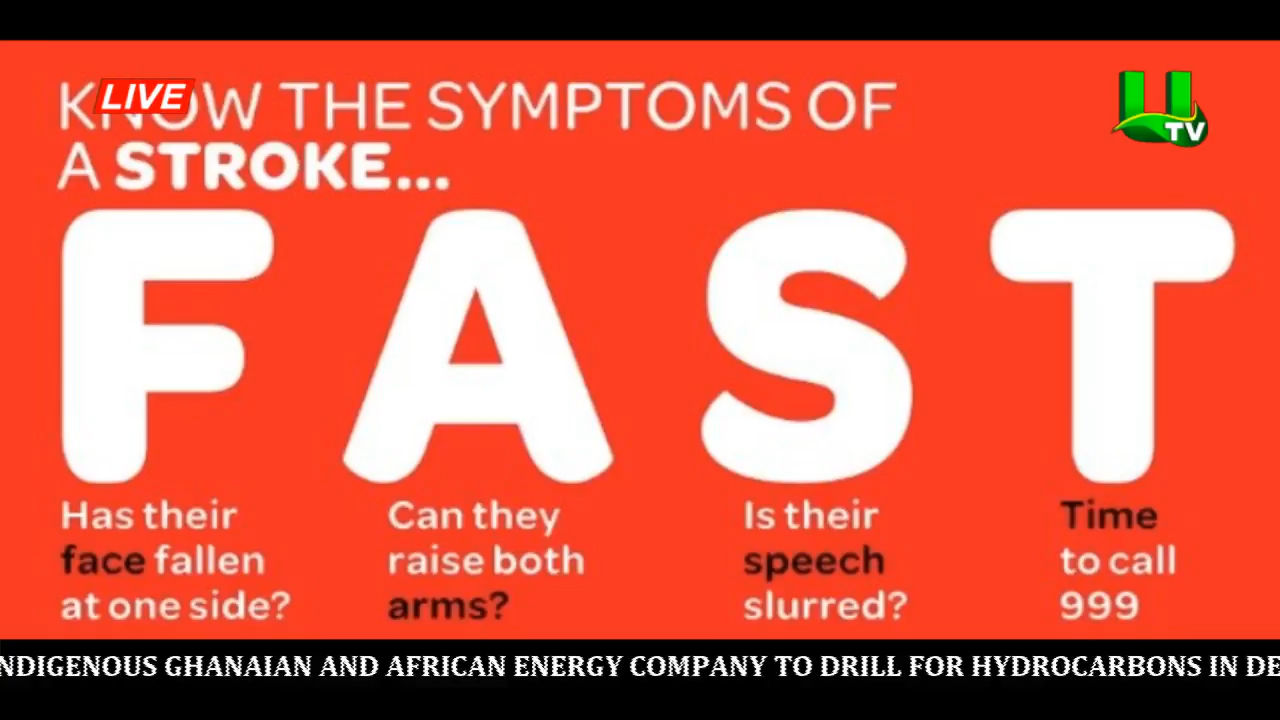 KNOW THE SYMPTOMS OF
LIVE
A STROKE...
U
TV
FAST
Has their
face fallen
at one side?
Can they
raise both
arms?
Is their
speech
slurred?
Time
to call
999
NDIGENOUS GHANAIAN AND AFRICAN ENERGY COMPANY TO DRILL FOR HYDROCARBONS IN DE